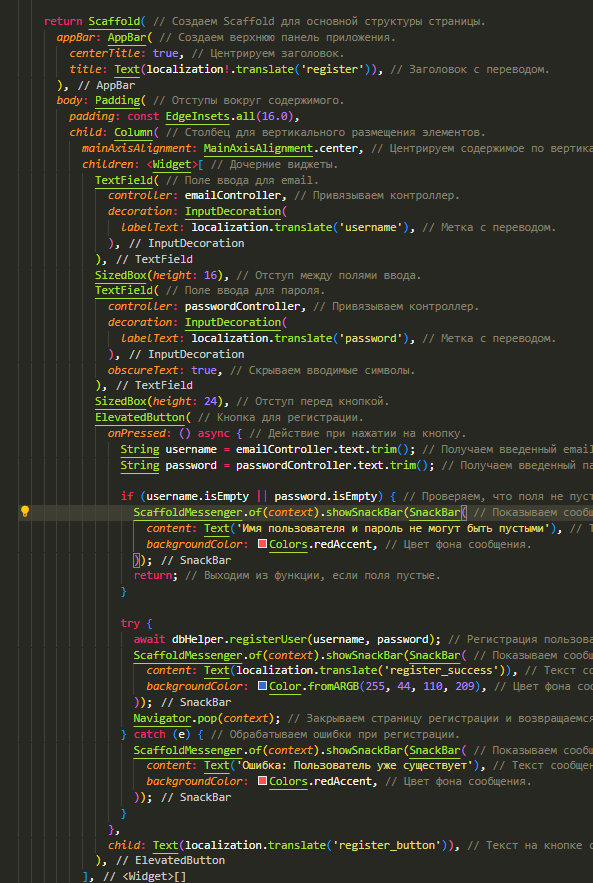 return Scaffold( // Создаем Scaffold для основной структуры страницы.
appBar: AppBar( // Создаем верхнюю панель приложения.
centerTitle: true, // Центрируем заголовок.
title: Text(localization!.translate('register')), // Заголовок с переводом.
), // AppBar
body: Padding( // Отступы вокруг содержимого.
padding: const EdgeInsets.all(16.0),
child: Column( // Столбец для вертикального размещения элементов.
mainAxisAlignment: MainAxisAlignment.center, // Центрируем содержимое по вертика
children: <Widget>[ // Дочерние виджеты.
TextField( // Поле ввода для email.
controller: emailController, // Привязываем контроллер.
decoration: InputDecoration(
labelText: localization.translate('username'), // Метка с переводом.
), // InputDecoration
), // TextField
SizedBox(height: 16), // Отступ между полями ввода.
TextField( // Поле ввода для пароля.
controller: passwordController, // Привязываем контроллер.
decoration: InputDecoration(
labelText: localization.translate('password'), // Метка с переводом.
), // InputDecoration
obscureText: true, // Скрываем вводимые символы.
), // TextField
SizedBox(height: 24), // Отступ перед кнопкой.
ElevatedButton( // Кнопка для регистрации.
onPressed: () async { // Действие при нажатии на кнопку.
String username = emailController.text.trim(); // Получаем введенный email
String password = passwordController.text.trim(); // Получаем введенный па
if (username.isEmpty || password.isEmpty) { // Проверяем, что поля не пуст
ScaffoldMessenger.of(context).showSnackBar(SnackBar( // Показываем сообщ
content: Text('Имя пользователя и пароль не могут быть пустыми'), // Т
backgroundColor: Colors.redAccent, // Цвет фона сообщения.
)); // SnackBar
return; // Выходим из функции, если поля пустые.
}
try {
await dbHelper.registerUser(username, password); // Регистрация пользова
ScaffoldMessenger.of(context).showSnackBar(SnackBar( // Показываем сообщ
content: Text(localization.translate('register_success')), // Текст со
backgroundColor: Color.fromARGB(255, 44, 110, 209), // Цвет фона соо
)); // SnackBar
Navigator.pop(context); // Закрываем страницу регистрации и возвращаемся
} catch (e) { // Обрабатываем ошибки при регистрации.
ScaffoldMessenger.of(context).showSnackBar(SnackBar( // Показываем сообщ
content: Text('Ошибка: Пользователь уже существует'), // Текст сообщен
backgroundColor: Colors.redAccent, // Цвет фона сообщения.
)); // SnackBar
}
},
child: Text(localization.translate('register_button')), // Текст на кнопке с
), // ElevatedButton
], // <Widget>[]